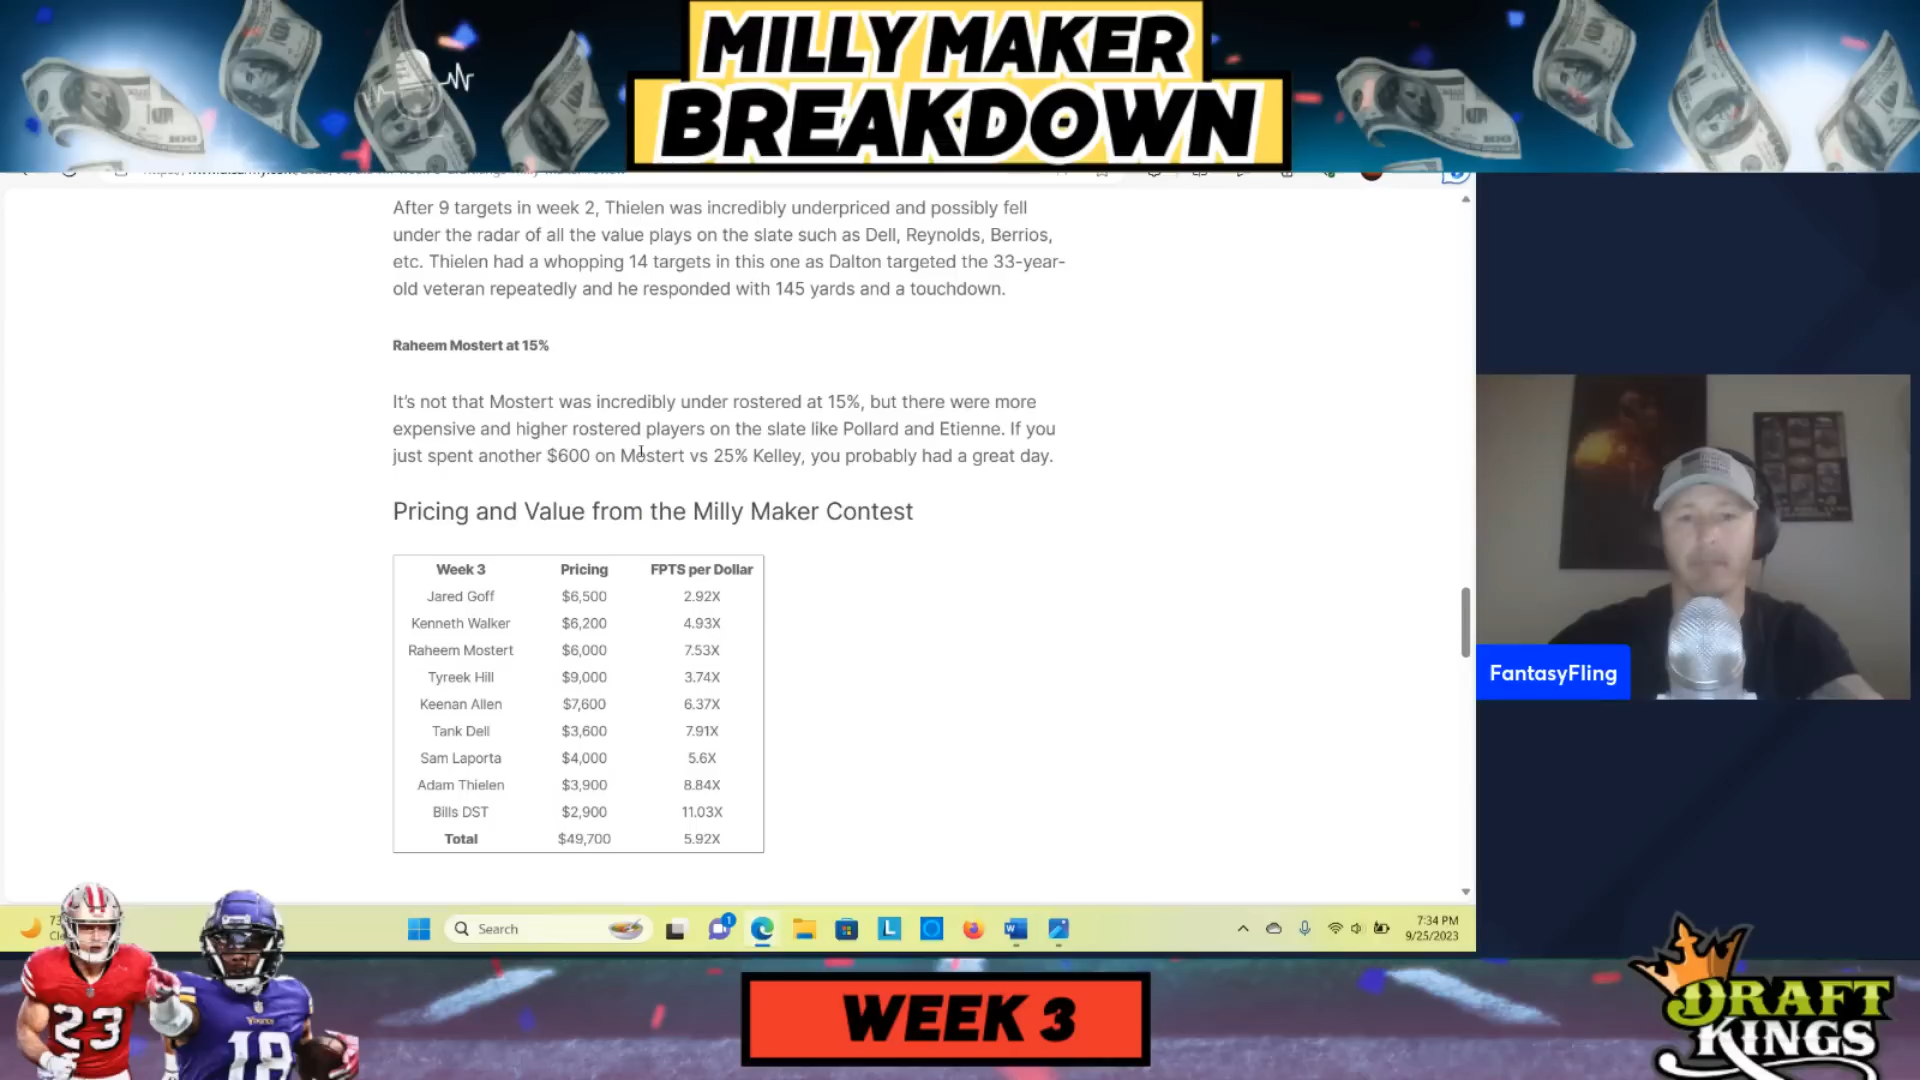 MILLY MAKER
BREAKDOWN
After 9 targets in week 2, Thielen was incredibly underpriced and possibly fell
under the radar of all the value plays on the slate such as Dell, Reynolds, Berrios,
etc. Thielen had a whopping 14 targets in this one as Dalton targeted the 33-year-
old veteran repeatedly and he responded with 145 yards and a touchdown.
Raheem Mostert at 15%
It's not that Mostert was incredibly under rostered at 15%, but there were more
expensive and higher rostered players on the slate like Pollard and Etienne. If you
just spent another $600 on Mostert vs 25% Kelley, you probably had a great day.
Pricing and Value from the Milly Maker Contest
Week 3 Pricing FPTS per Dollar
Jared Goff $6,500 2.92X
Kenneth Walker $6,200 4.93X
Raheem Mostert $6,000 7.53X
Tyreek Hill $9,000 3.74X
Keenan Allen $7,600 6.37X
Tank Dell $3,600 7.91X
Sam Laporta $4,000 5.6X
Adam Thielen $3,900 8.84X
Bills DST $2,900 11.03X
Total $49,700 5.92X
FantasyFling
Search
7:34 PM
9/25/2023
23
18
WEEK 3
DRAFT
KINGS